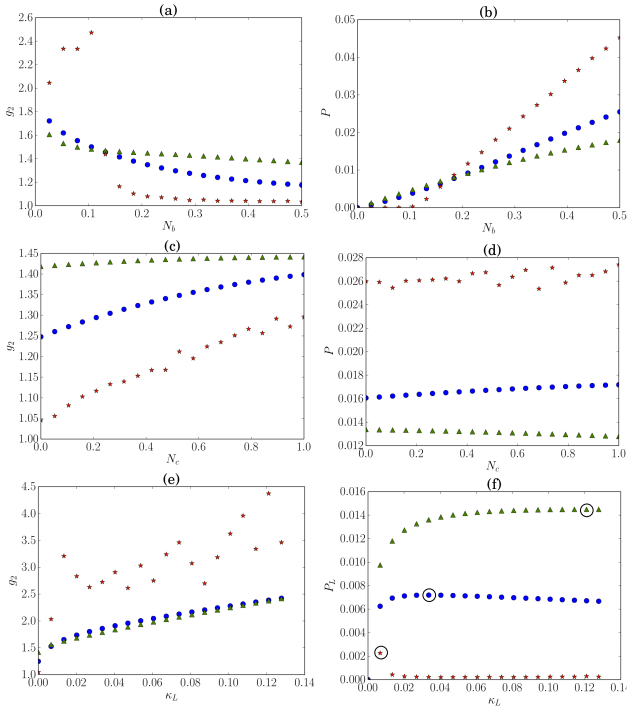 (a)
2.6
2.4
2.2
2.0
1.8
1.6
1.4
1.2
1.0
g2
0.0 0.1 0.2 0.3 0.4 0.5
Nb
(b)
0.05
0.04
0.03
0.02
0.01
0.00
P
0.0 0.1 0.2 0.3 0.4 0.5
Nb
(c)
1.45
1.40
1.35
1.30
1.25
1.20
1.15
1.10
1.05
1.00
g2
0.0 0.2 0.4 0.6 0.8 1.0
Nc
(d)
0.028
0.026
0.024
0.022
0.020
0.018
0.016
0.014
0.012
P
0.0 0.2 0.4 0.6 0.8 1.0
Nc
(e)
4.5
4.0
3.5
3.0
2.5
2.0
1.5
1.0
g2
0.00 0.02 0.04 0.06 0.08 0.10 0.12 0.14
κL
(f)
0.016
0.014
0.012
0.010
0.008
0.006
0.004
0.002
0.000
PL
0.00 0.02 0.04 0.06 0.08 0.10 0.12 0.14
κL